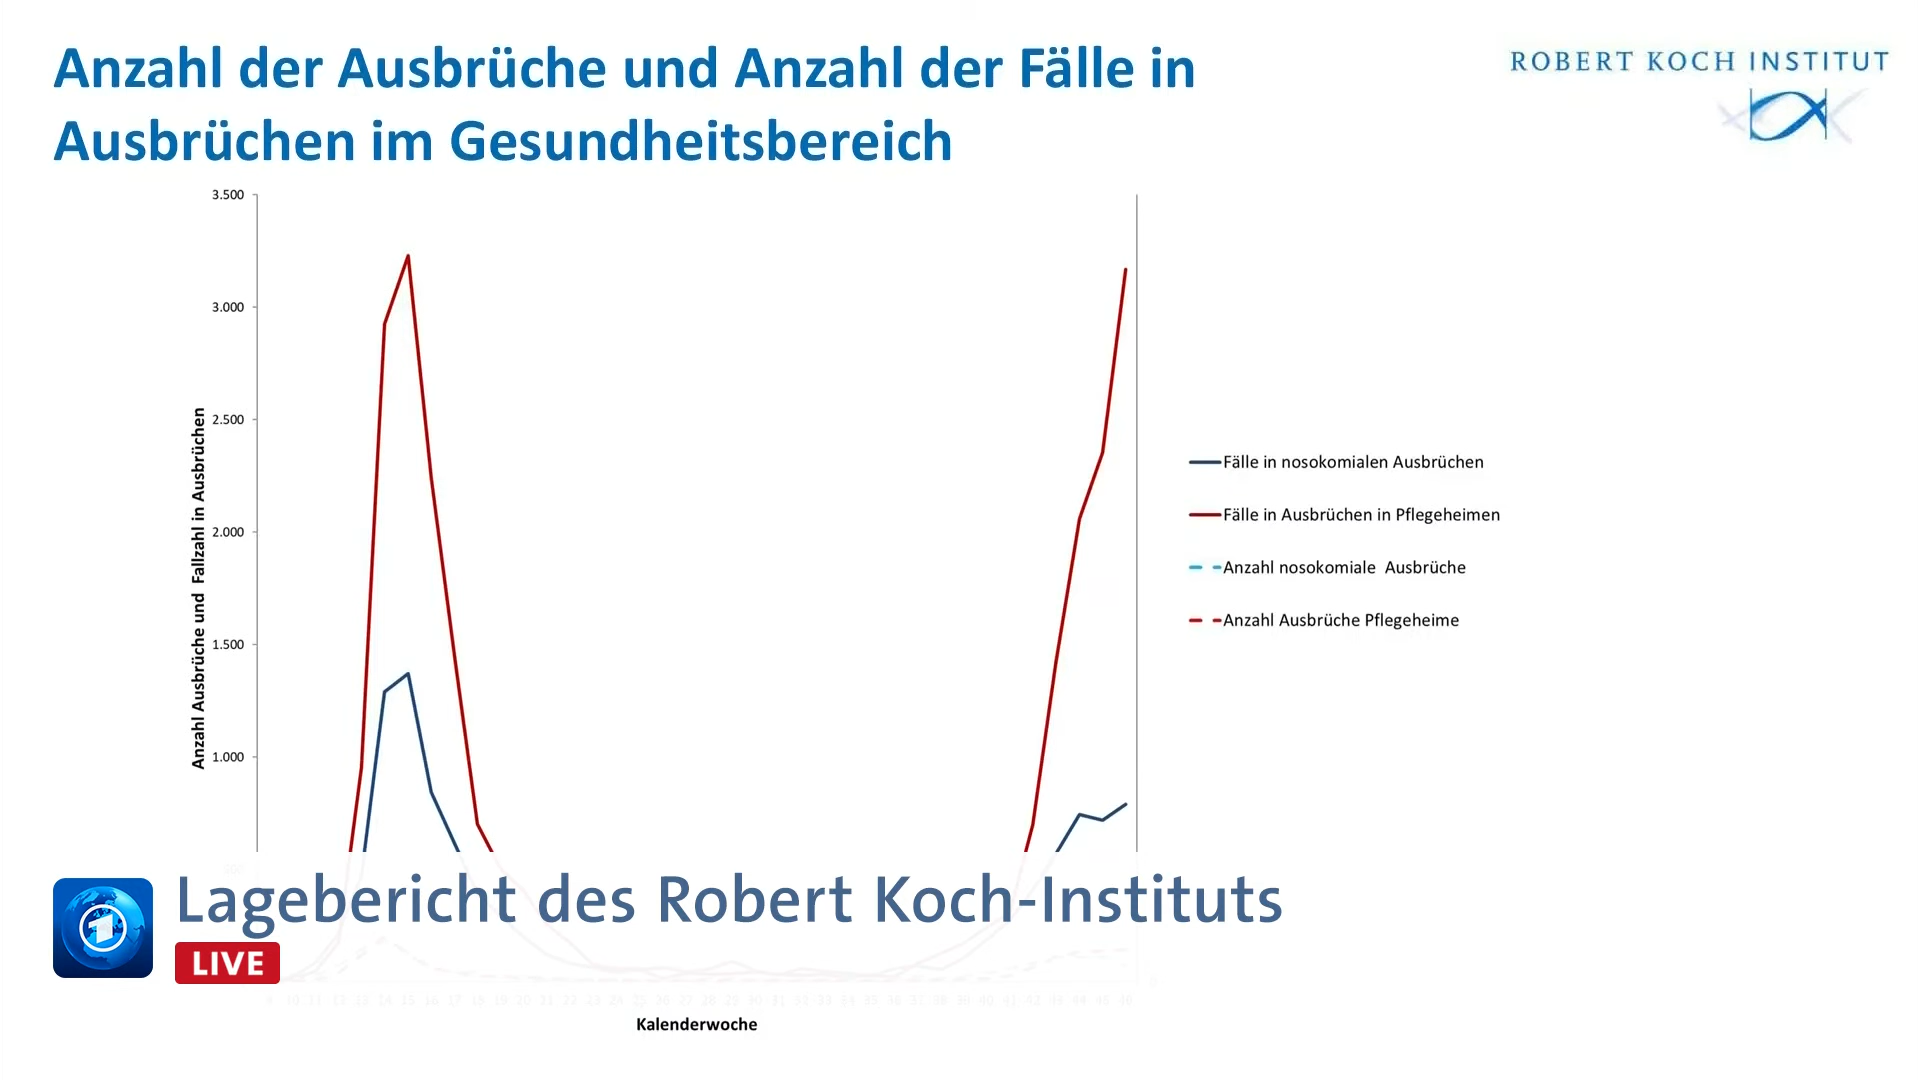 Anzahl der Ausbrüche und Anzahl der Fälle in
Ausbrüchen im Gesundheitsbereich
ROBERT KOCH INSTITUT
3.500
3.000
2.500
2.000
1.500
1.000
Anzahl Ausbrüche und Fallzahl in Ausbrüchen
Fälle in nosokomialen Ausbrüchen
Fälle in Ausbrüchen in Pflegeheimen
Anzahl nosokomiale Ausbrüche
Anzahl Ausbrüche Pflegeheime
1
Lagebericht des Robert Koch-Instituts
LIVE
Kalenderwoche